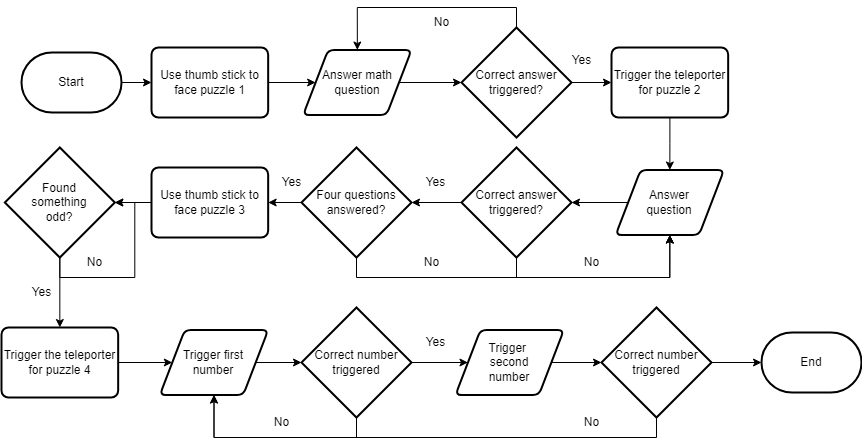 No
Start
Use thumb stick to
face puzzle 1
Answer math
question
Correct answer
triggered?
Yes
Trigger the teleporter
for puzzle 2
Found
something
odd?
Use thumb stick to
face puzzle 3
Yes
Four questions
answered?
Yes
Correct answer
triggered?
Answer
question
No
No
No
Yes
Trigger the teleporter
for puzzle 4
Trigger first
number
Correct number
triggered
Yes
Trigger
second
number
Correct number
triggered
End
No
No